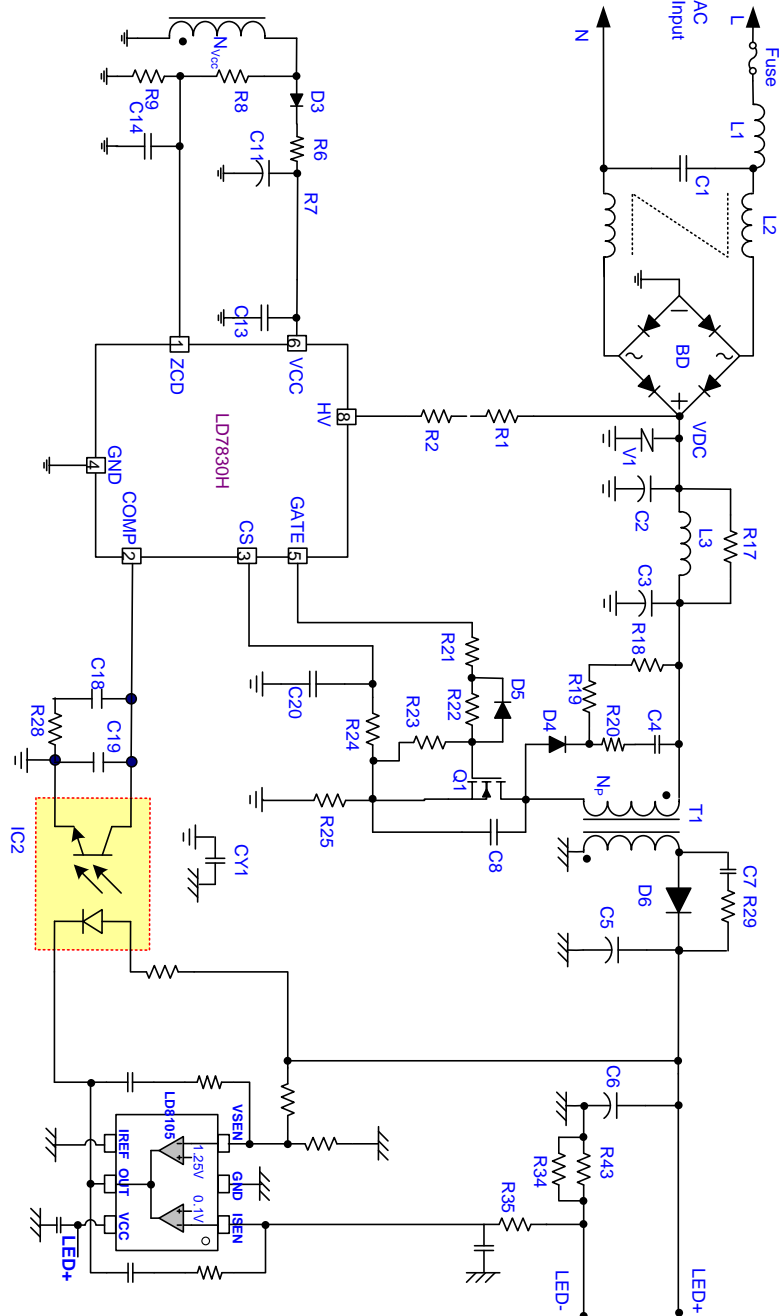 AC
Input
L
Fuse
L1
N
C1
L2
BD
VDC
V1
C2
L3
R17
C3
R18
R19
R20
C4
D4
T1
NP
C7
R29
D6
C5
C6
R43
R34
R35
LED+
LED-
NVcc
R9
R8
D3
R6
C14
C11
R7
C13
1
ZCD
6
VCC
HV
8
R2
R1
LD7830H
GND
4
COMP
2
CS
3
GATE
5
R21
R22
D5
R23
R24
C20
Q1
R25
C8
C18
R28
C19
IC2
CY1
LD8105
VSEN
GND
ISEN
1.25V
0.1V
IREF
OUT
VCC
LED+